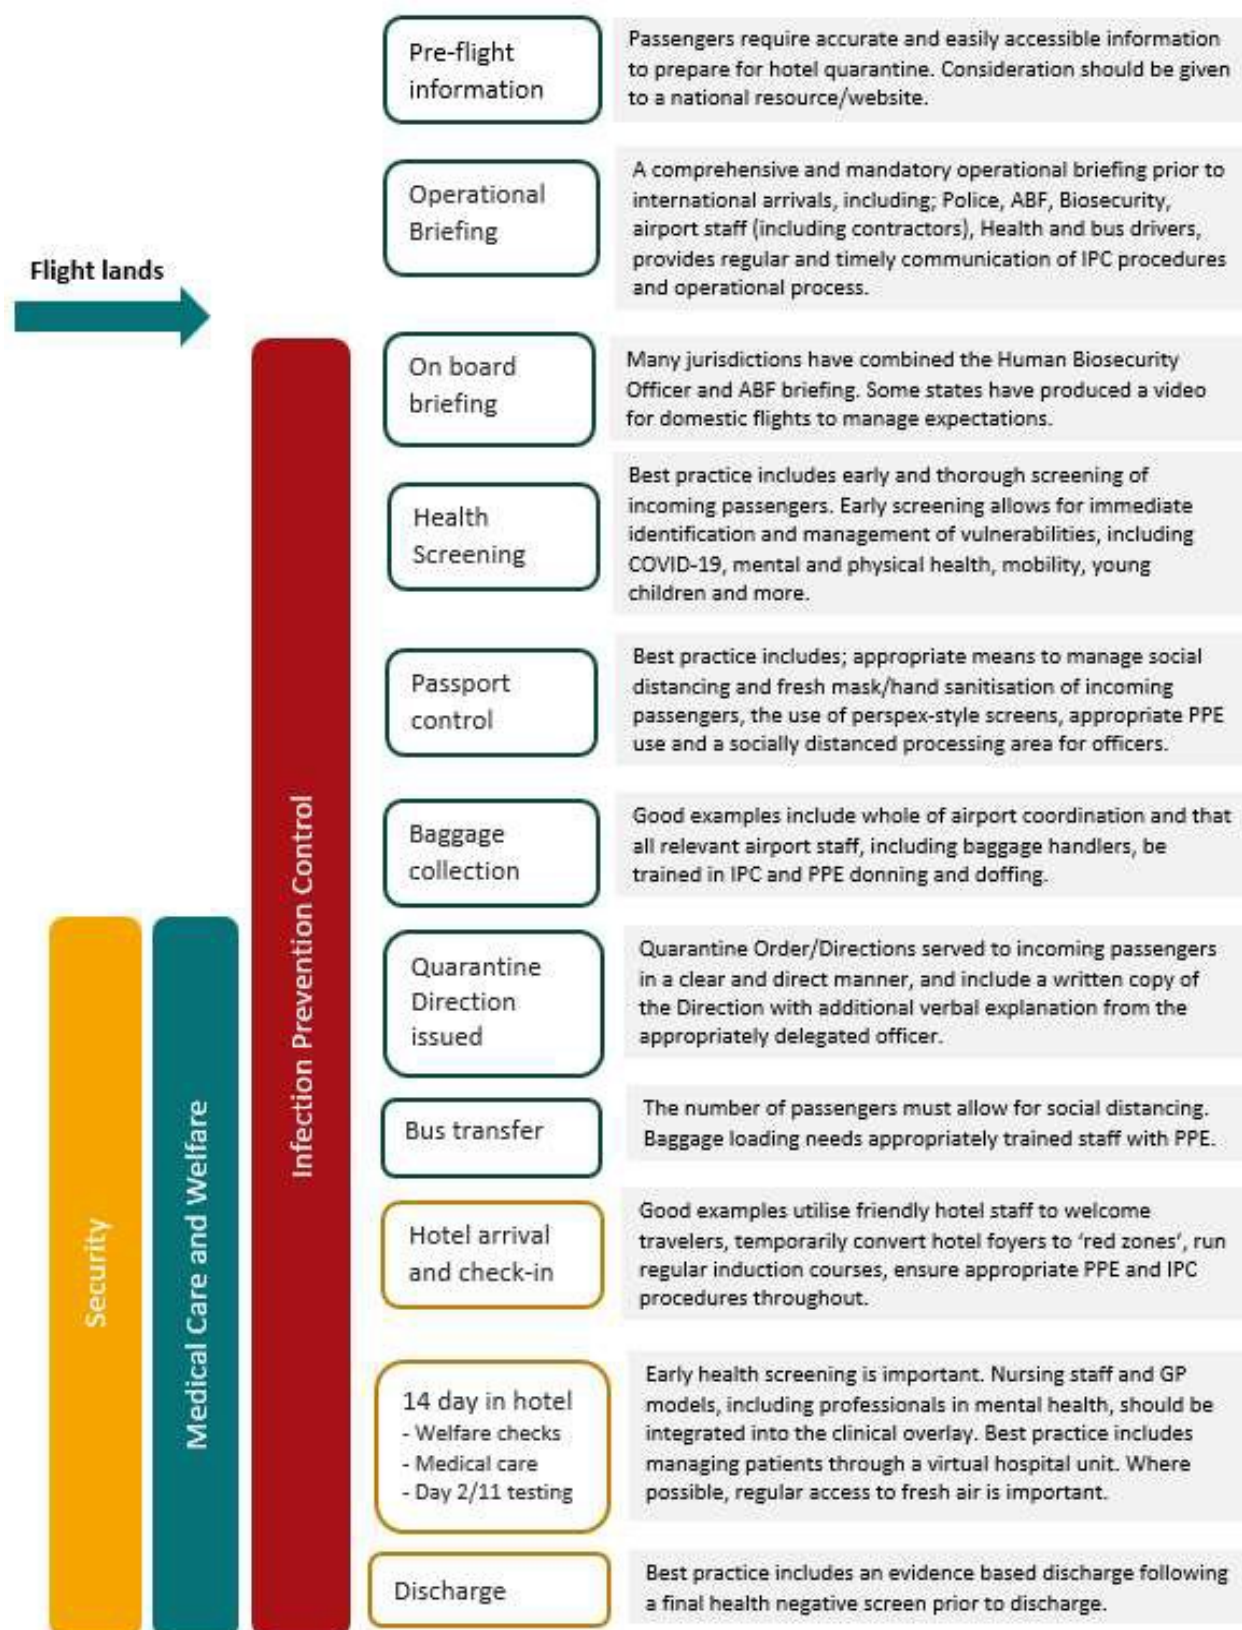 Pre-flight
information
Passengers require accurate and easily accessible information
to prepare for hotel quarantine. Consideration should be given
to a national resource/website.
Operational
Briefing
A comprehensive and mandatory operational briefing prior to
international arrivals, including; Police, ABF, Biosecurity,
airport staff (including contractors), Health and bus drivers,
provides regular and timely communication of IPC procedures
and operational process.
Flight lands
On board
briefing
Many jurisdictions have combined the Human Biosecurity
Officer and ABF briefing. Some states have produced a video
for domestic flights to manage expectations.
Health
Screening
Best practice includes early and thorough screening of
incoming passengers. Early screening allows for immediate
identification and management of vulnerabilities, including
COVID-19, mental and physical health, mobility, young
children and more.
Passport
control
Best practice includes; appropriate means to manage social
distancing and fresh mask/hand sanitisation of incoming
passengers, the use of perspex-style screens, appropriate PPE
use and a socially distanced processing area for officers.
Baggage
collection
Good examples include whole of airport coordination and that
all relevant airport staff, including baggage handlers, be
trained in IPC and PPE donning and doffing.
Quarantine
Direction
issued
Quarantine Order/Directions served to incoming passengers
in a clear and direct manner, and include a written copy of
the Direction with additional verbal explanation from the
appropriately delegated officer.
Bus transfer
The number of passengers must allow for social distancing.
Baggage loading needs appropriately trained staff with PPE.
Hotel arrival
and check-in
Good examples utilise friendly hotel staff to welcome
travelers, temporarily convert hotel foyers to ‘red zones’, run
regular induction courses, ensure appropriate PPE and IPC
procedures throughout.
14 day in hotel
- Welfare checks
- Medical care
- Day 2/11 testing
Early health screening is important. Nursing staff and GP
models, including professionals in mental health, should be
integrated into the clinical overlay. Best practice includes
managing patients through a virtual hospital unit. Where
possible, regular access to fresh air is important.
Discharge
Best practice includes an evidence based discharge following
a final health negative screen prior to discharge.
Security
Medical Care and Welfare
Infection Prevention Control